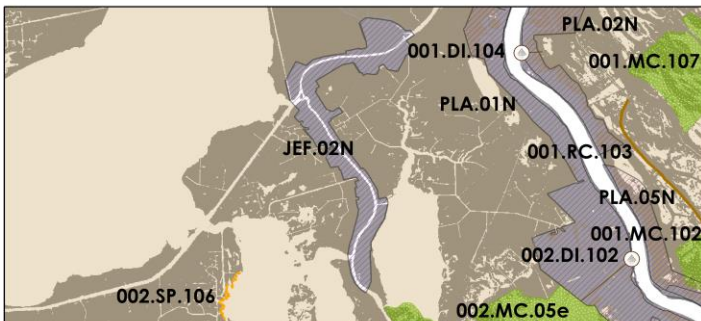 PLA.02N
001.DI.104
001.MC.107
PLA.01N
JEF.02N
001.RC.103
PLA.05N
001.MC.102
002.DI.102
002.SP.106
002.MC.05e